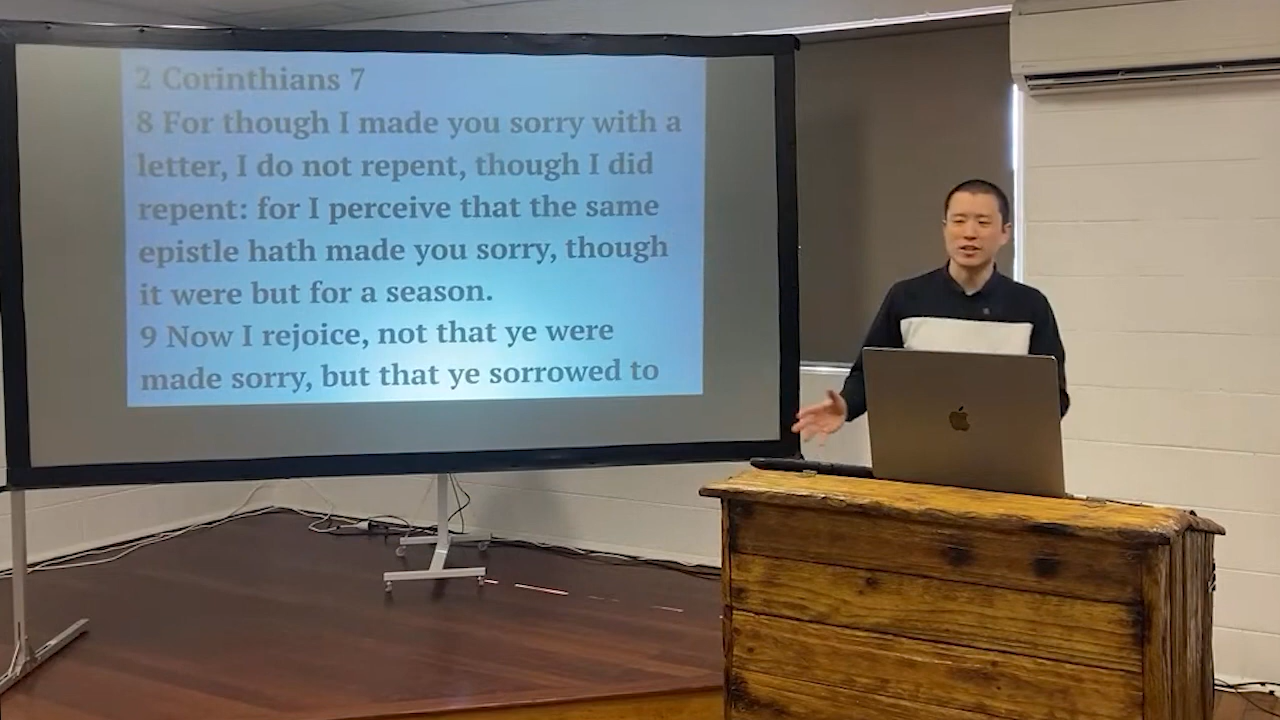 2 Corinthians 7
8 For though I made you sorry with a
letter, I do not repent, though I did
repent: for I perceive that the same
epistle hath made you sorry, though
it were but for a season.
9 Now I rejoice, not that ye were
made sorry, but that ye sorrowed to